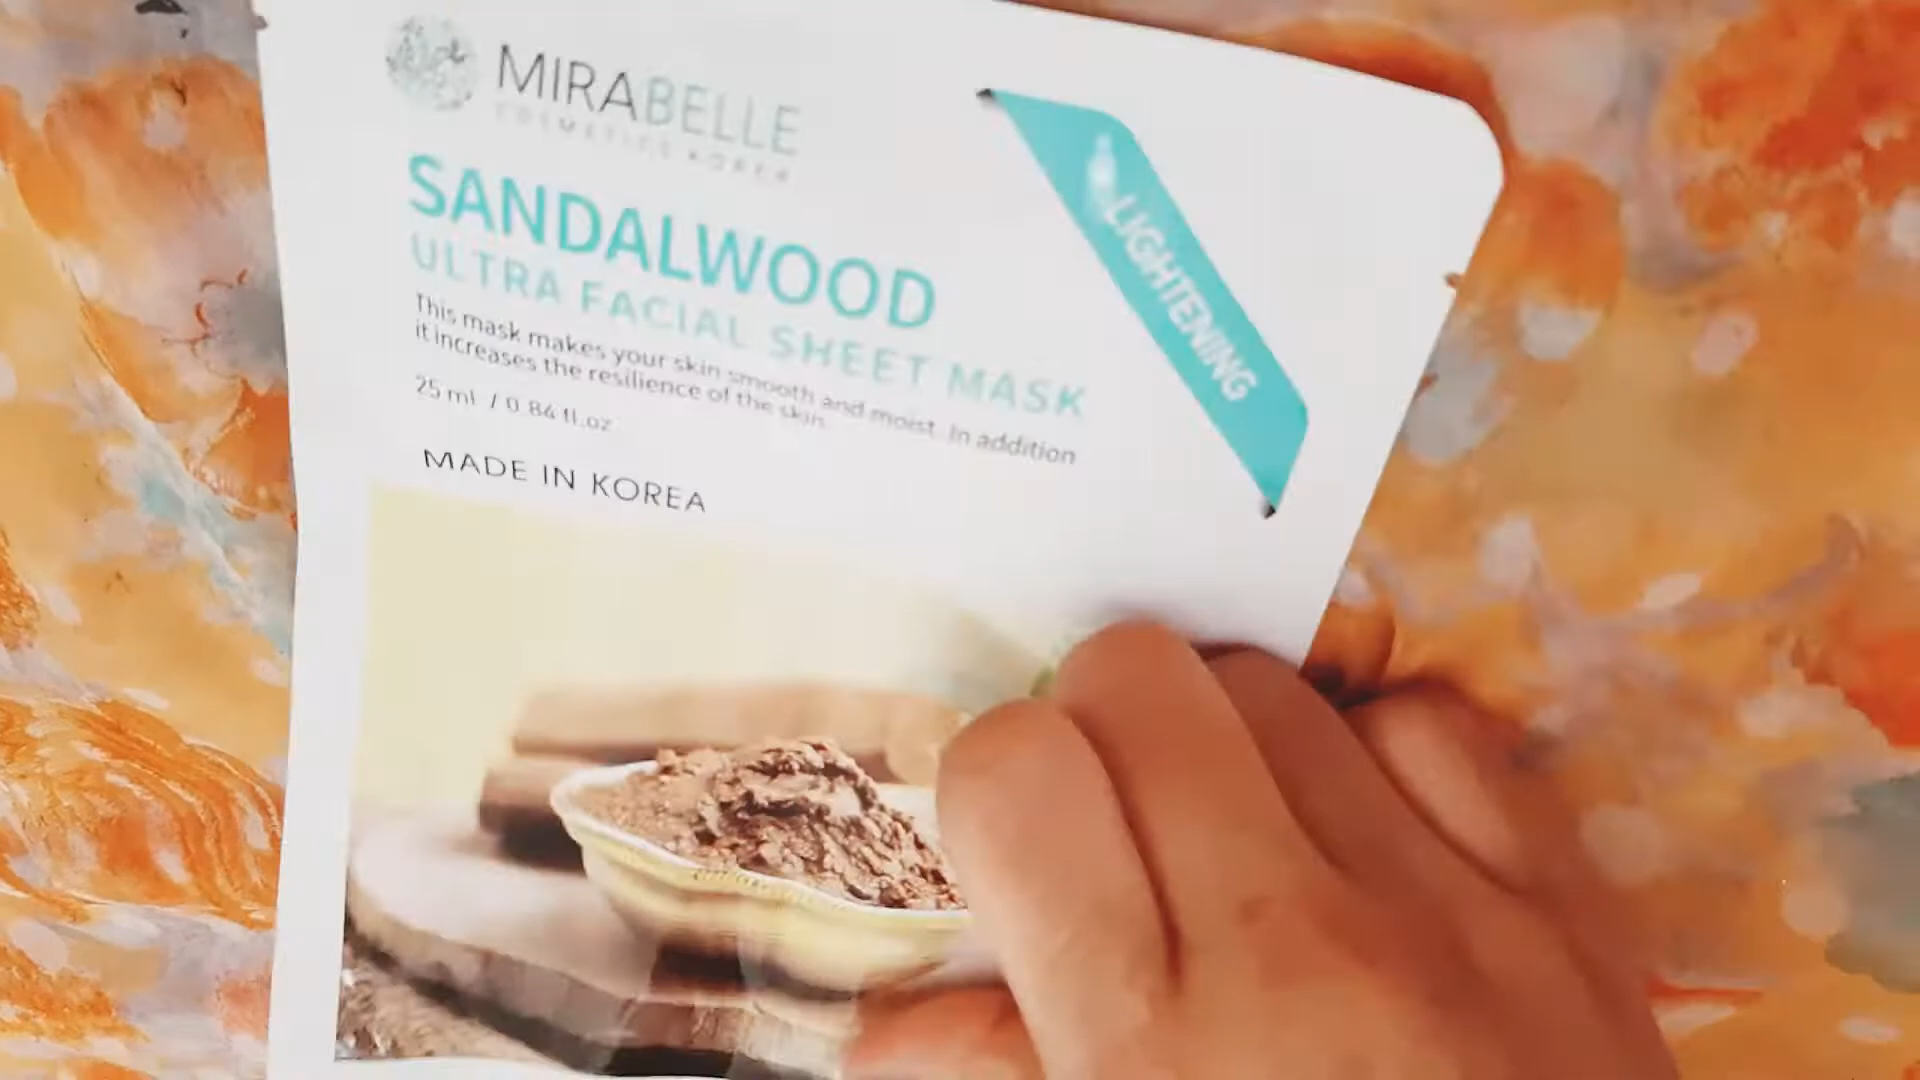 MIRABELLE
COSMETICS KOREA
SANDALWOOD
ULTRA FACIAL SHEET MASK
This mask makes your skin smooth and moist. In addition
it increases the resilience of the skin.
25 ml / 0.84 fl.oz
MADE IN KOREA
LIGHTENING